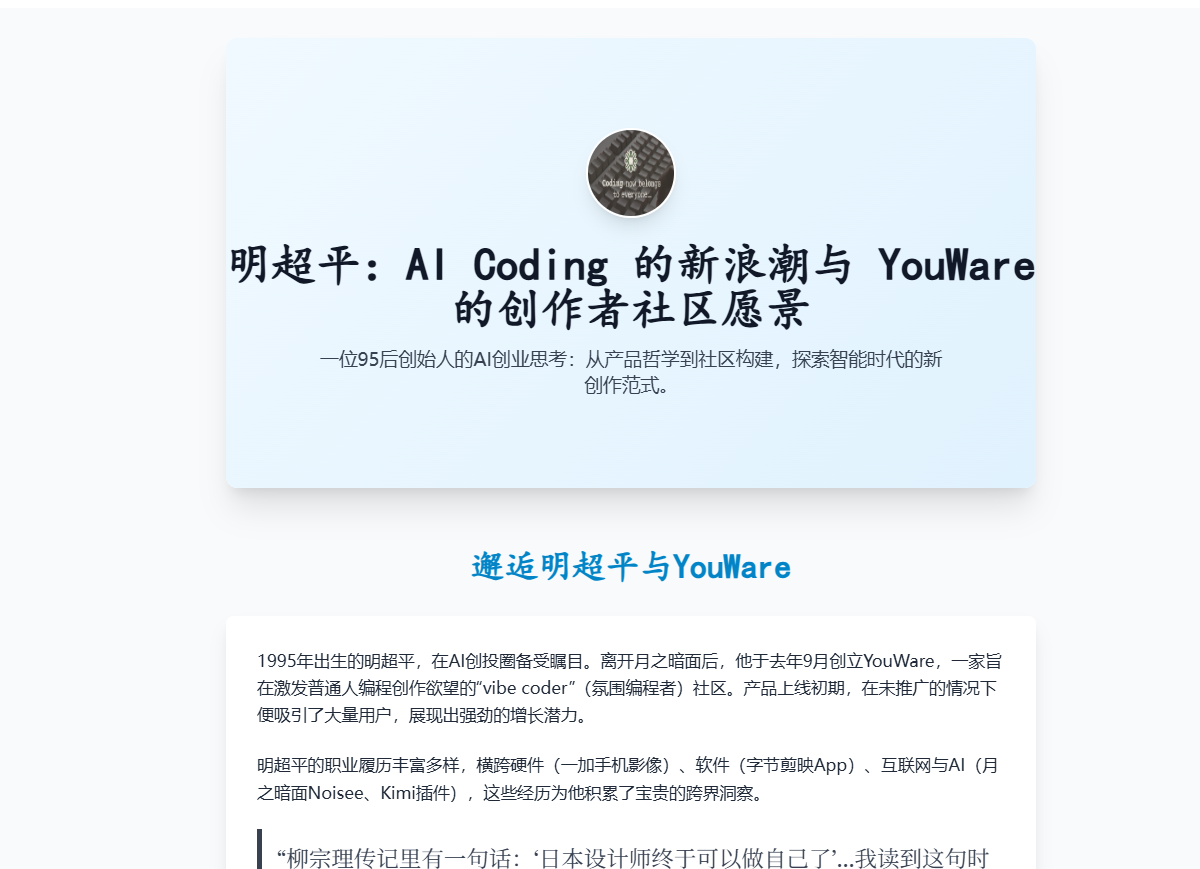 Coding now belongs
to everyone...
明超平：AI Coding 的新浪潮与 YouWare
的创作者社区愿景
一位95后创始人的AI创业思考：从产品哲学到社区构建，探索智能时代的新
创作范式。
邂逅明超平与YouWare
1995年出生的明超平，在AI创投圈备受瞩目。离开月之暗面后，他于去年9月创立YouWare，一家旨
在激发普通人编程创作欲望的“vibe coder”（氛围编程者）社区。产品上线初期，在未推广的情况下
便吸引了大量用户，展现出强劲的增长潜力。
明超平的职业履历丰富多样，横跨硬件（一加手机影像）、软件（字节剪映App）、互联网与AI（月
之暗面Noisee、Kimi插件），这些经历为他积累了宝贵的跨界洞察。
“柳宗理传记里有一句话：‘日本设计师终于可以做自己了’...我读到这句时